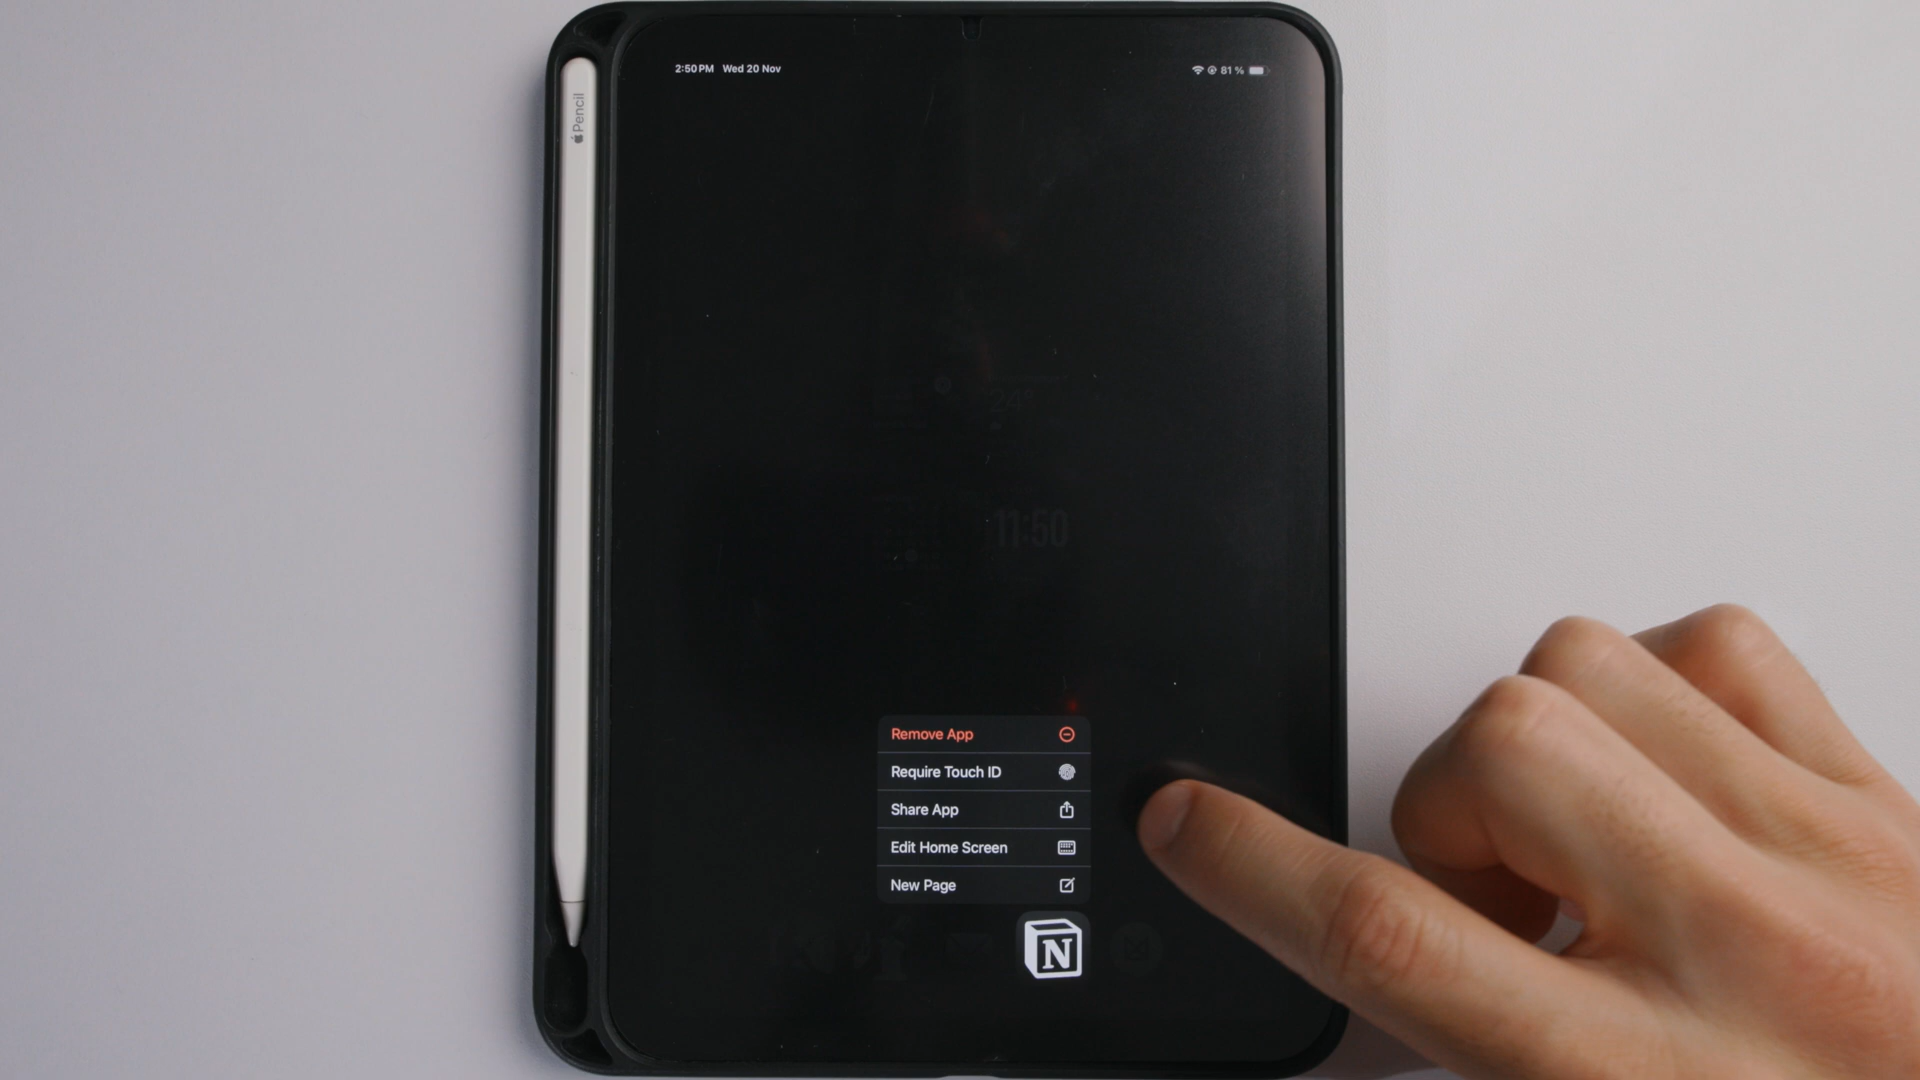 2:50 PM Wed 20 Nov
81 %
Pencil
24°
11:50
Remove App
Require Touch ID
Share App
Edit Home Screen
New Page
N